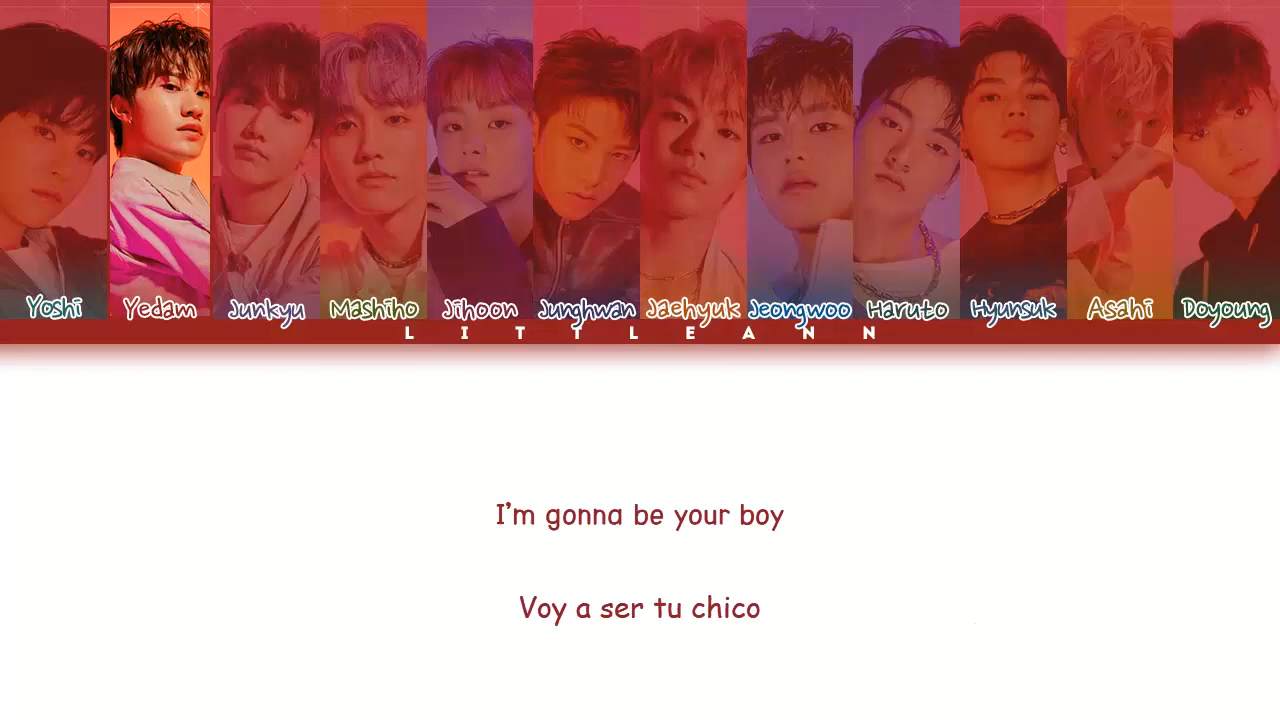 Yoshi Yedam Junkyu Mashiho Jihoon Junghwan Jaehyuk Jeongwoo Haruto Hyunsuk Asahi Doyoung
LITTLEANN
I'm gonna be your boy
Voy a ser tu chico